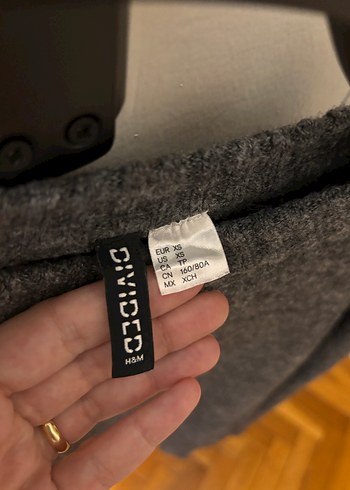 DIVIDED
H&M
EUR XS
US XS
CA TP
CN 160/80A
MX XCH